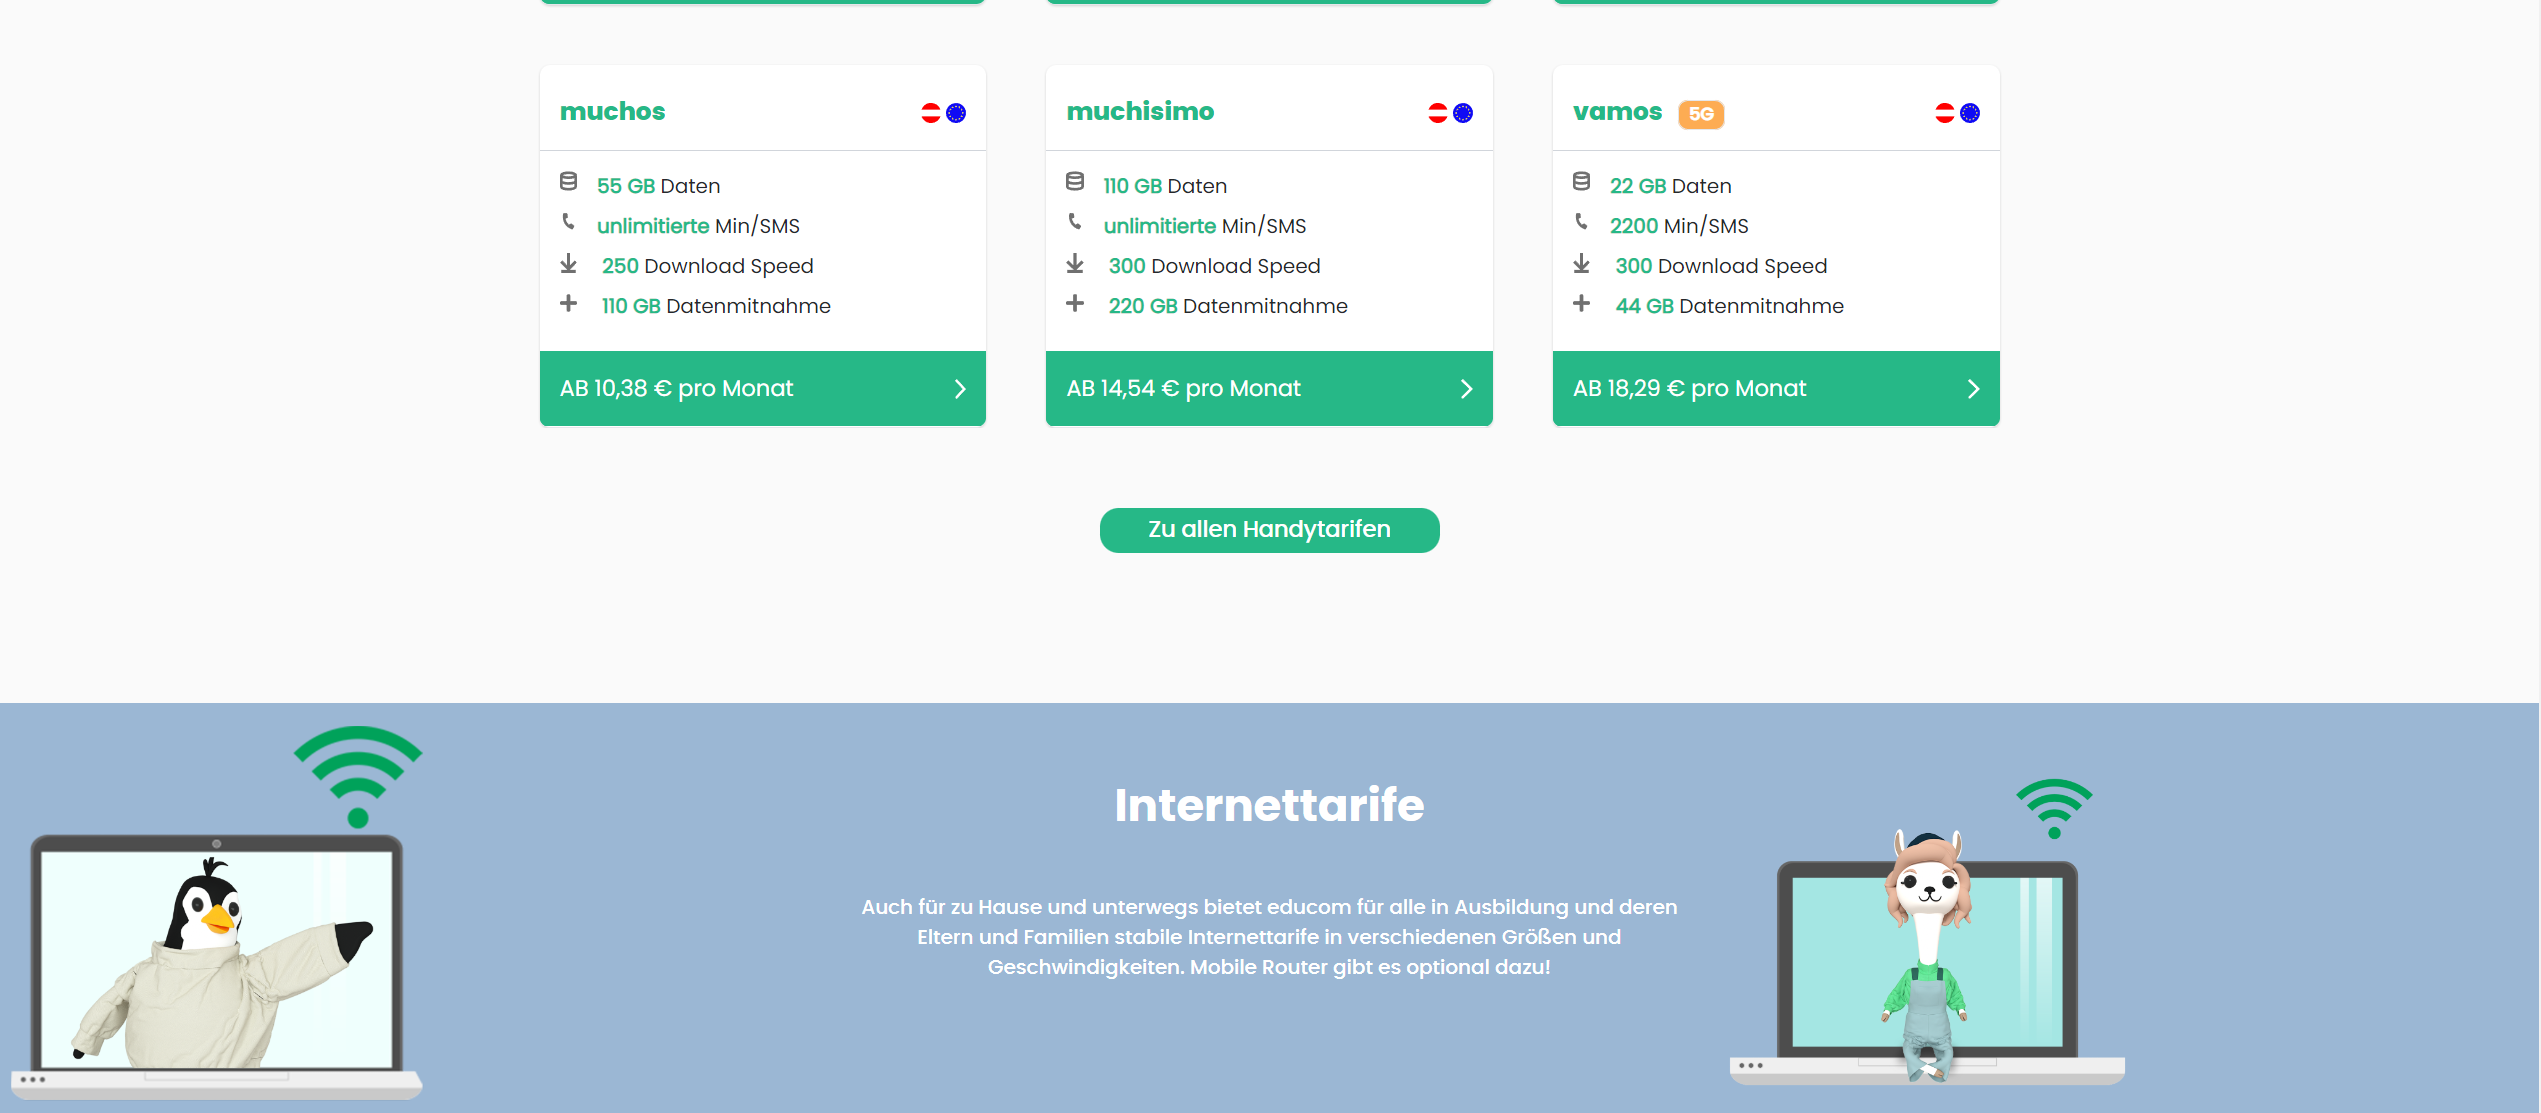 muchos
55 GB Daten
unlimitierte Min/SMS
250 Download Speed
110 GB Datenmitnahme
AB 10,38 € pro Monat
muchisimo
110 GB Daten
unlimitierte Min/SMS
300 Download Speed
220 GB Datenmitnahme
AB 14,54 € pro Monat
vamos 5G
22 GB Daten
2200 Min/SMS
300 Download Speed
44 GB Datenmitnahme
AB 18,29 € pro Monat
Zu allen Handytarifen
Internettarife
Auch für zu Hause und unterwegs bietet educom für alle in Ausbildung und deren
Eltern und Familien stabile Internettarife in verschiedenen Größen und
Geschwindigkeiten. Mobile Router gibt es optional dazu!